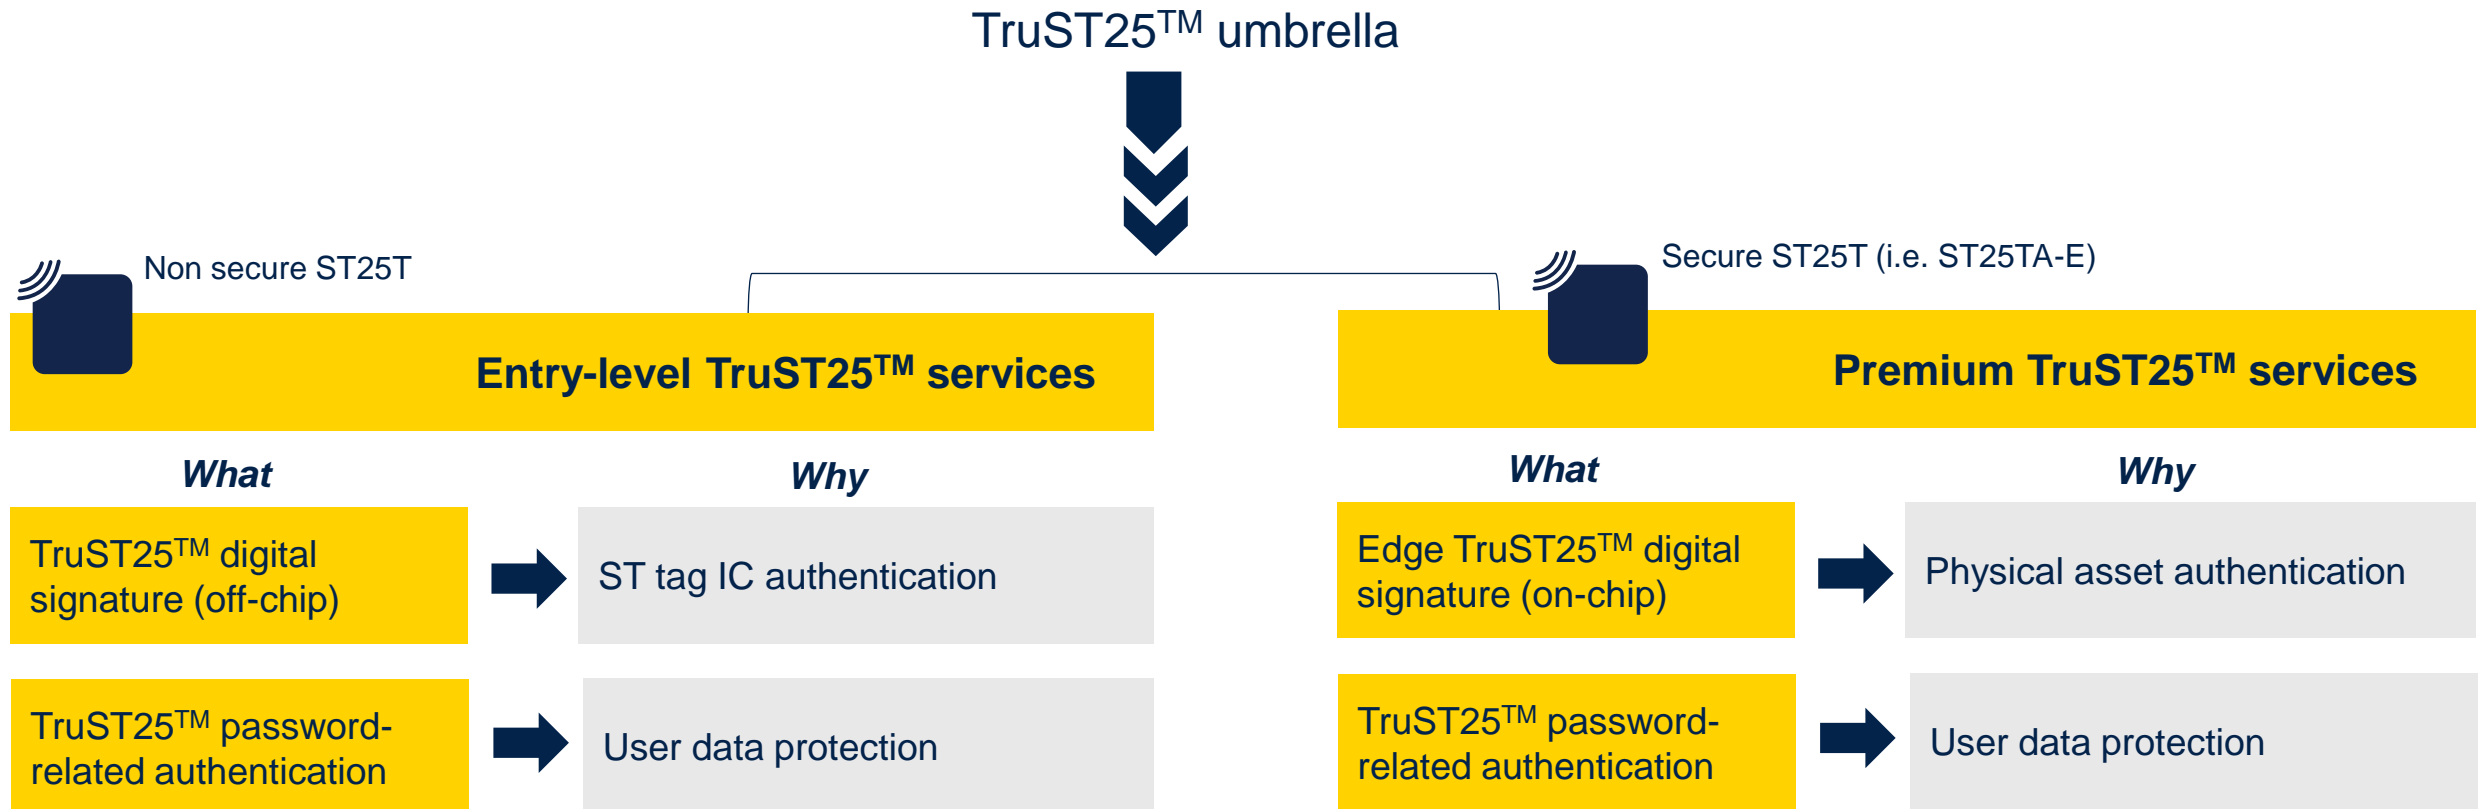 TruST25™ umbrella
Non secure ST25T
Secure ST25T (i.e. ST25TA-E)
Entry-level TruST25™ services
Premium TruST25™ services
What
Why
TruST25™ digital
signature (off-chip)
ST tag IC authentication
TruST25™ password-
related authentication
User data protection
What
Why
Edge TruST25™ digital
signature (on-chip)
Physical asset authentication
TruST25™ password-
related authentication
User data protection